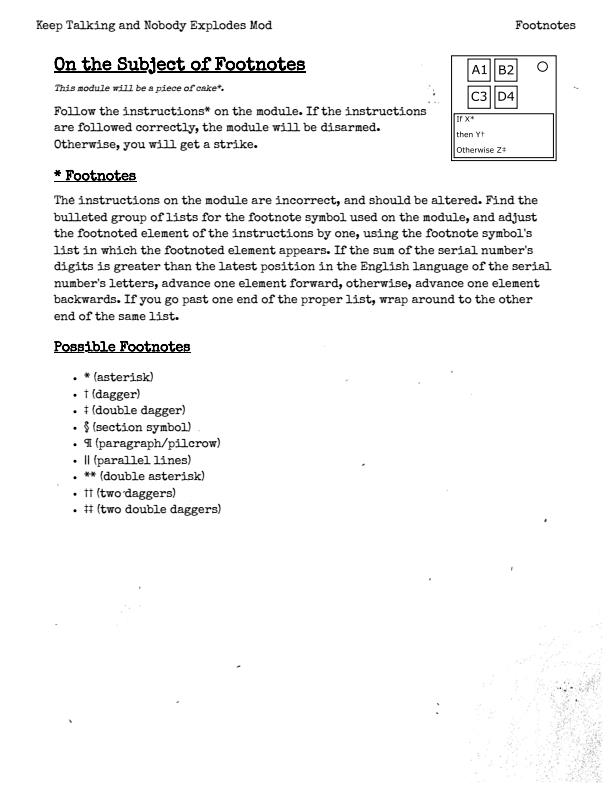 Keep Talking and Nobody Explodes Mod
Footnotes
On the Subject of Footnotes
This module will be a piece of cake*.
Follow the instructions* on the module. If the instructions
are followed correctly, the module will be disarmed.
Otherwise, you will get a strike.
A1 B2
C3 D4
If X*
then Y†
Otherwise Z‡
* Footnotes
The instructions on the module are incorrect, and should be altered. Find the
bulleted group of lists for the footnote symbol used on the module, and adjust
the footnoted element of the instructions by one, using the footnote symbol's
list in which the footnoted element appears. If the sum of the serial number's
digits is greater than the latest position in the English language of the serial
number's letters, advance one element forward, otherwise, advance one element
backwards. If you go past one end of the proper list, wrap around to the other
end of the same list.
Possible Footnotes
• * (asterisk)
• † (dagger)
• ‡ (double dagger)
• § (section symbol)
• ¶ (paragraph/pilcrow)
• || (parallel lines)
• ** (double asterisk)
• †† (two daggers)
• ‡‡ (two double daggers)